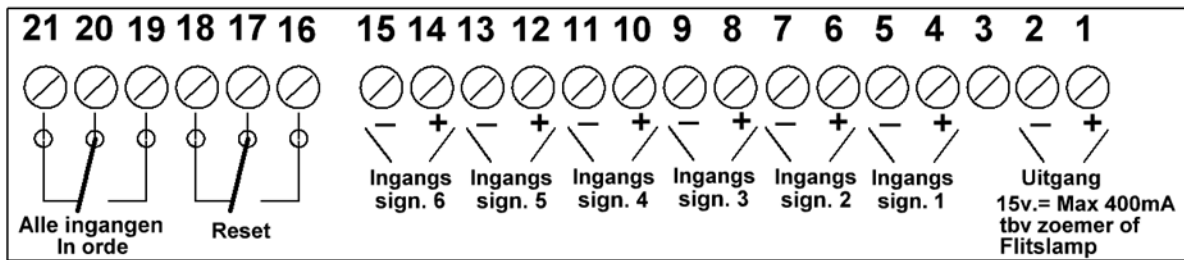 21 20 19 18 17 16 15 14 13 12 11 10 9 8 7 6 5 4 3 2 1
− + − + − + − + − + − + − +
Alle ingangen
In orde
Reset
Ingangs
sign. 6
Ingangs
sign. 5
Ingangs
sign. 4
Ingangs
sign. 3
Ingangs
sign. 2
Ingangs
sign. 1
Uitgang
15v.= Max 400mA
tbv zoemer of
Flitslamp